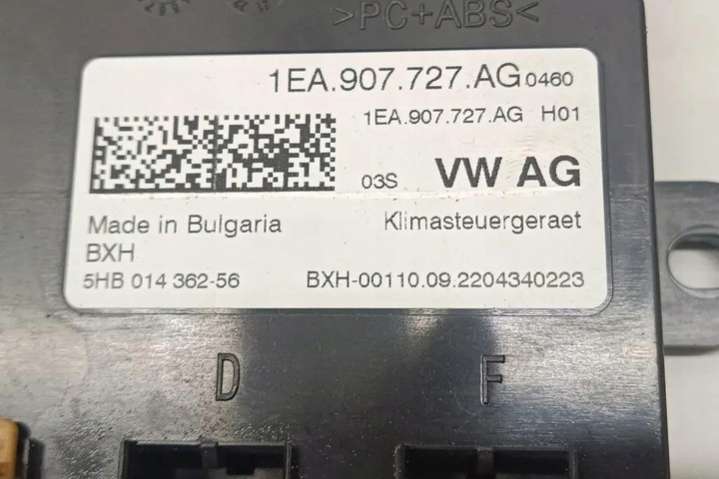 >PC+ABS<
1EA.907.727.AG 0460
1EA.907.727.AG H01
03S VW AG
Made in Bulgaria Klimasteuergeraet
BXH
5HB 014 362-56 BXH-00110.09.2204340223
D F